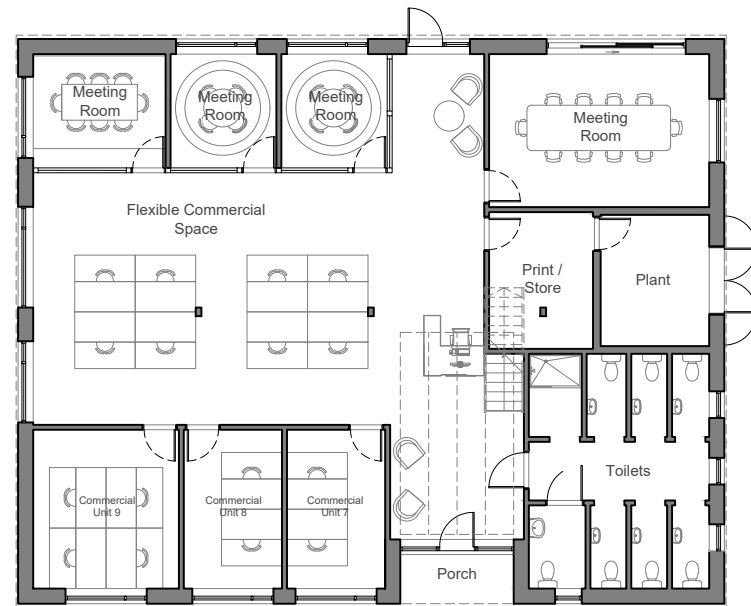 Meeting
Room
Meeting
Room
Meeting
Room
Meeting
Room
Flexible Commercial
Space
Print /
Store
Plant
Toilets
Commercial
Unit 9
Commercial
Unit 8
Commercial
Unit 7
Porch